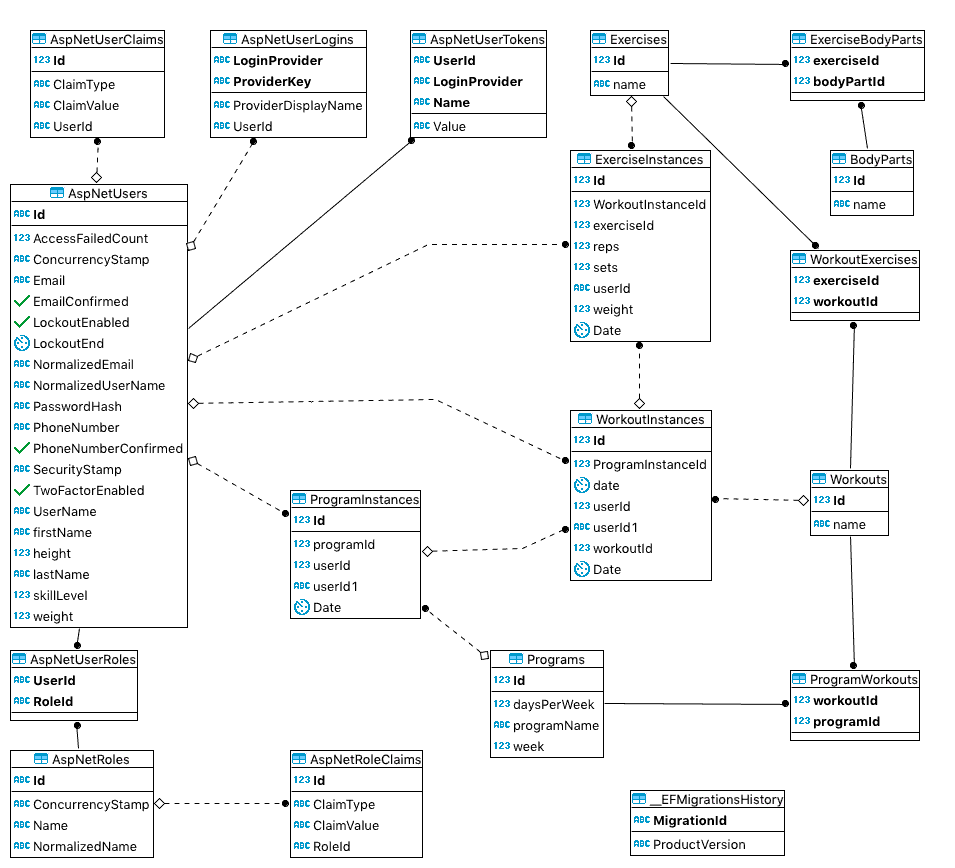 AspNetUserClaims
123 Id
ABC ClaimType
ABC ClaimValue
ABC UserId
AspNetUserLogins
ABC LoginProvider
ABC ProviderKey
ABC ProviderDisplayName
ABC UserId
AspNetUserTokens
ABC UserId
ABC LoginProvider
ABC Name
ABC Value
Exercises
123 Id
ABC name
ExerciseBodyParts
123 exerciseId
123 bodyPartId
BodyParts
123 Id
ABC name
AspNetUsers
ABC Id
123 AccessFailedCount
ABC ConcurrencyStamp
ABC Email
EmailConfirmed
LockoutEnabled
LockoutEnd
ABC NormalizedEmail
ABC NormalizedUserName
ABC PasswordHash
ABC PhoneNumber
PhoneNumberConfirmed
ABC SecurityStamp
TwoFactorEnabled
ABC UserName
ABC firstName
123 height
ABC lastName
123 skillLevel
123 weight
ExerciseInstances
123 Id
123 WorkoutInstanceId
123 exerciseId
123 reps
123 sets
ABC userId
123 weight
Date
WorkoutExercises
123 exerciseId
123 workoutId
WorkoutInstances
123 Id
123 ProgramInstanceId
date
123 userId
ABC userId1
123 workoutId
Date
Workouts
123 Id
ABC name
ProgramInstances
123 Id
123 programId
123 userId
ABC userId1
Date
AspNetUserRoles
ABC UserId
ABC RoleId
Programs
123 Id
123 daysPerWeek
ABC programName
123 week
ProgramWorkouts
123 workoutId
123 programId
AspNetRoles
ABC Id
ABC ConcurrencyStamp
ABC Name
ABC NormalizedName
AspNetRoleClaims
123 Id
ABC ClaimType
ABC ClaimValue
ABC RoleId
__EFMigrationsHistory
ABC MigrationId
ABC ProductVersion